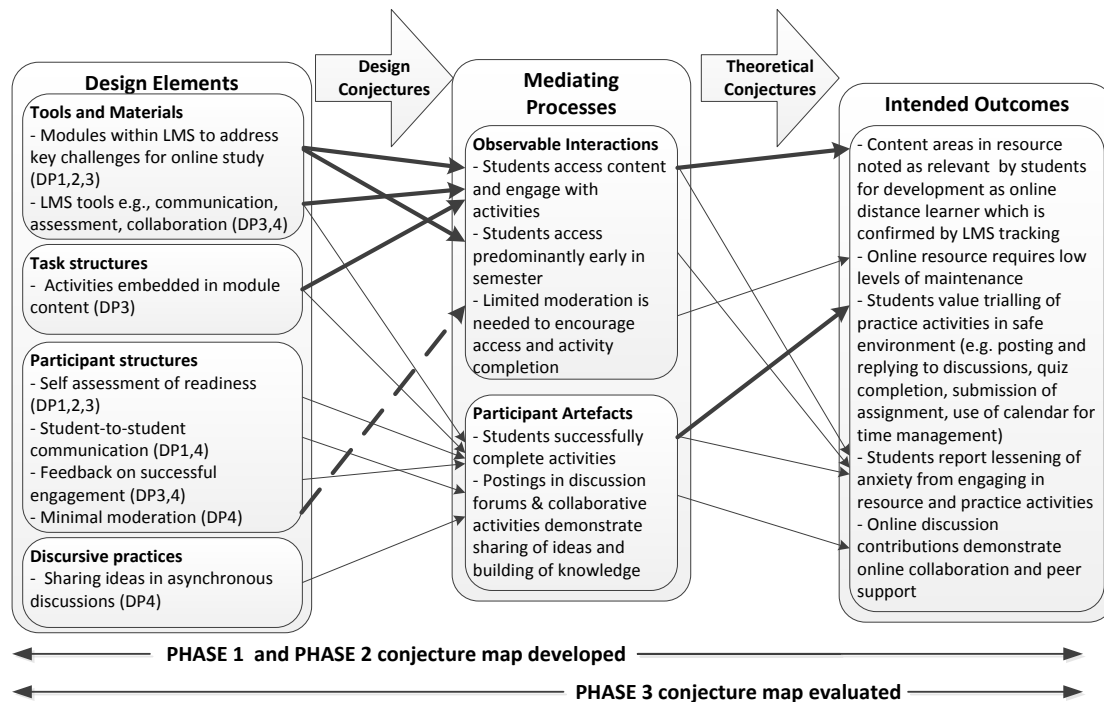 Design Elements
Tools and Materials
- Modules within LMS to address
key challenges for online study
(DP1,2,3)
- LMS tools e.g., communication,
assessment, collaboration (DP3,4)
Task structures
- Activities embedded in module
content (DP3)
Participant structures
- Self assessment of readiness
(DP1,2,3)
- Student-to-student
communication (DP1,4)
- Feedback on successful
engagement (DP3,4)
- Minimal moderation (DP4)
Discursive practices
- Sharing ideas in asynchronous
discussions (DP4)
Design
Conjectures
Mediating
Processes
Observable Interactions
- Students access content
and engage with
activities
- Students access
predominantly early in
semester
- Limited moderation is
needed to encourage
access and activity
completion
Participant Artefacts
- Students successfully
complete activities
- Postings in discussion
forums & collaborative
activities demonstrate
sharing of ideas and
building of knowledge
Theoretical
Conjectures
Intended Outcomes
- Content areas in resource
noted as relevant by students
for development as online
distance learner which is
confirmed by LMS tracking
- Online resource requires low
levels of maintenance
- Students value trialling of
practice activities in safe
environment (e.g. posting and
replying to discussions, quiz
completion, submission of
assignment, use of calendar for
time management)
- Students report lessening of
anxiety from engaging in
resource and practice activities
- Online discussion
contributions demonstrate
online collaboration and peer
support
PHASE 1 and PHASE 2 conjecture map developed
PHASE 3 conjecture map evaluated